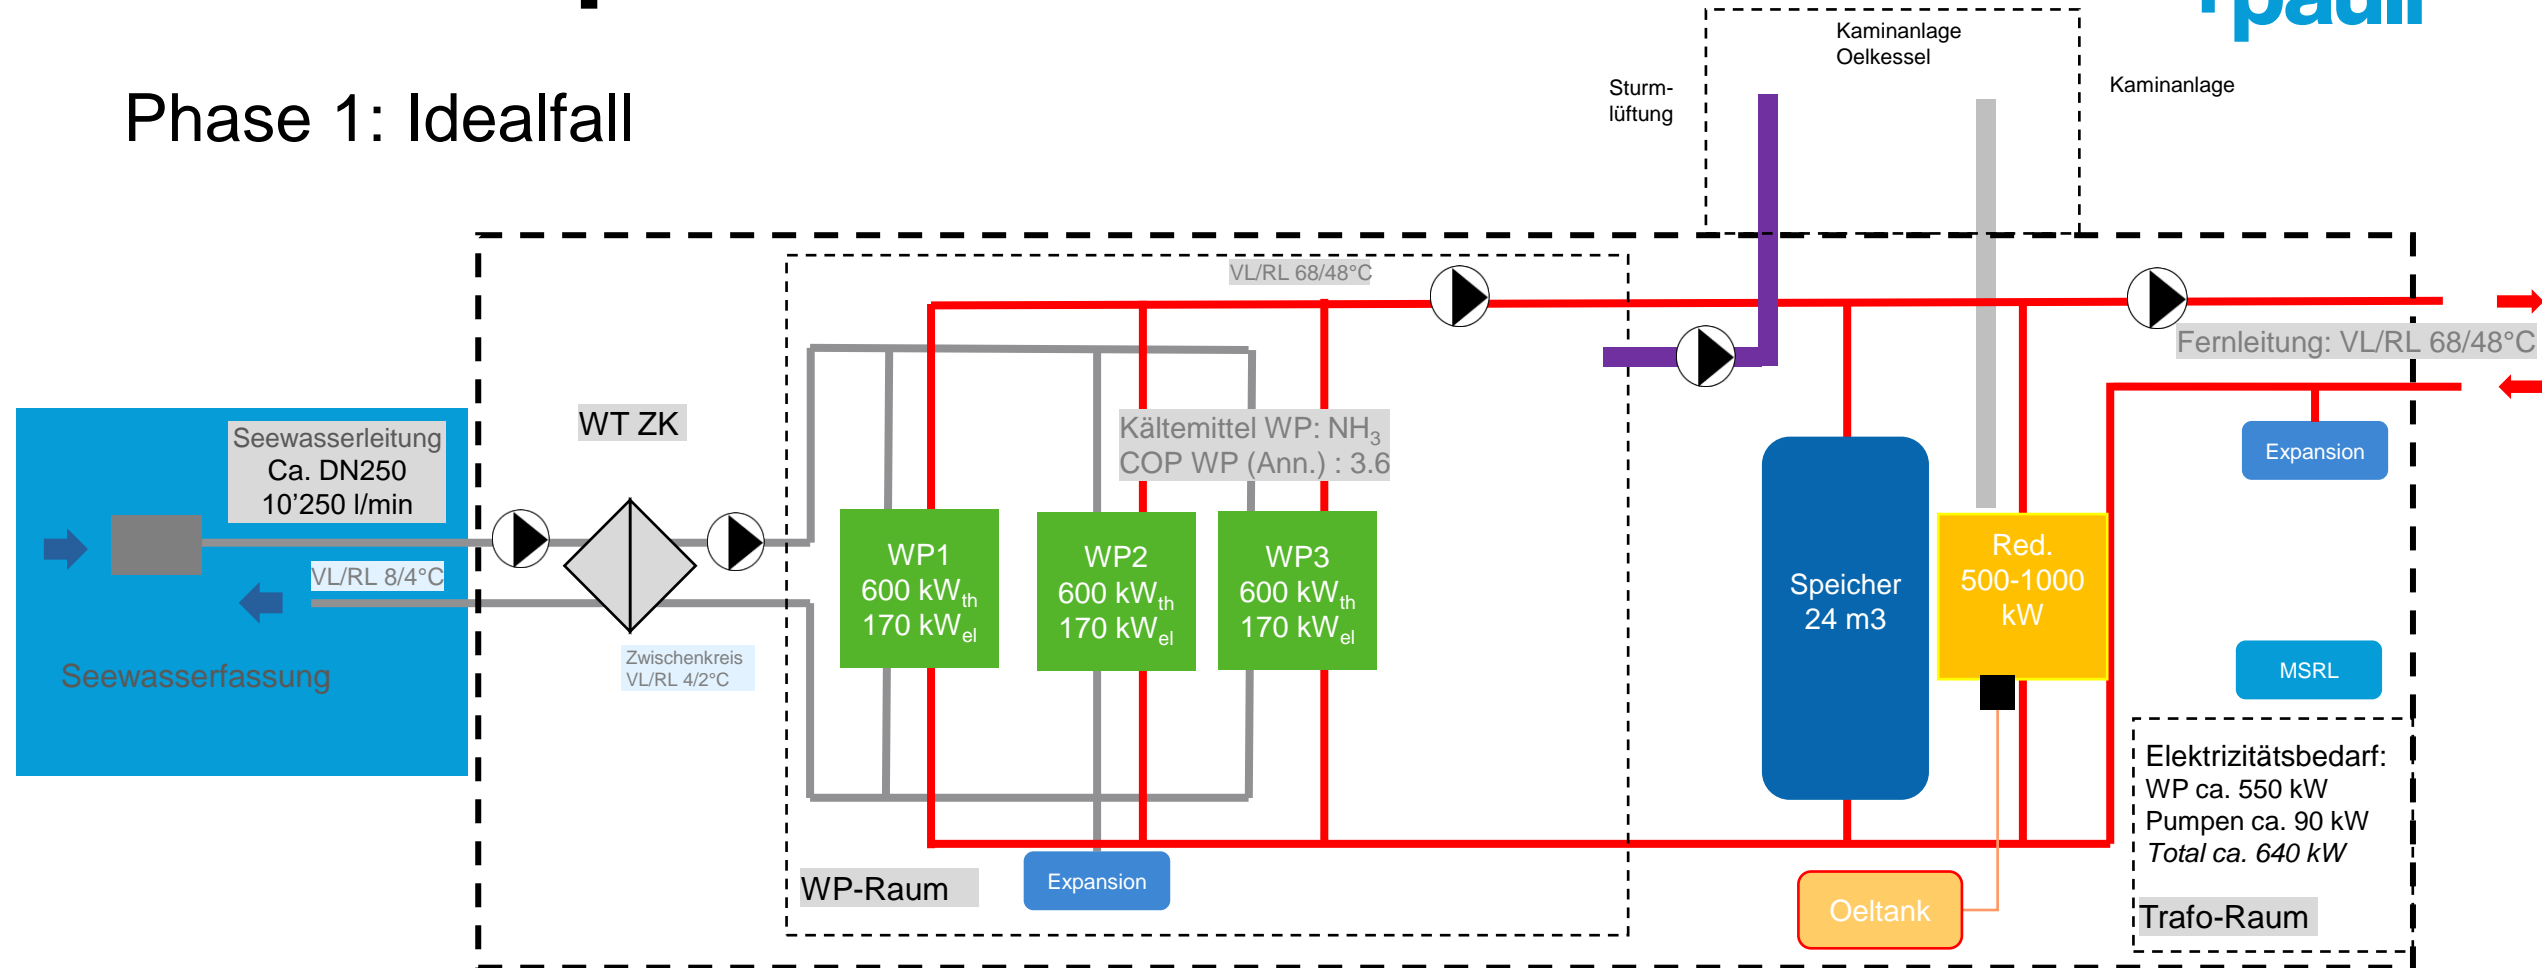 Phase 1: Idealfall
Kaminanlage
Oelkessel
Sturm-
lüftung
Kaminanlage
VL/RL 68/48°C
Fernleitung: VL/RL 68/48°C
Seewasserleitung
Ca. DN250
10’250 l/min
WT ZK
Kältemittel WP: NH₃
COP WP (Ann.) : 3.6
Expansion
VL/RL 8/4°C
WP1
600 kWth
170 kWel
WP2
600 kWth
170 kWel
WP3
600 kWth
170 kWel
Speicher
24 m3
Red.
500-1000
kW
Seewasserfassung
Zwischenkreis
VL/RL 4/2°C
MSRL
Elektrizitätsbedarf:
WP ca. 550 kW
Pumpen ca. 90 kW
Total ca. 640 kW
WP-Raum
Expansion
Oeltank
Trafo-Raum